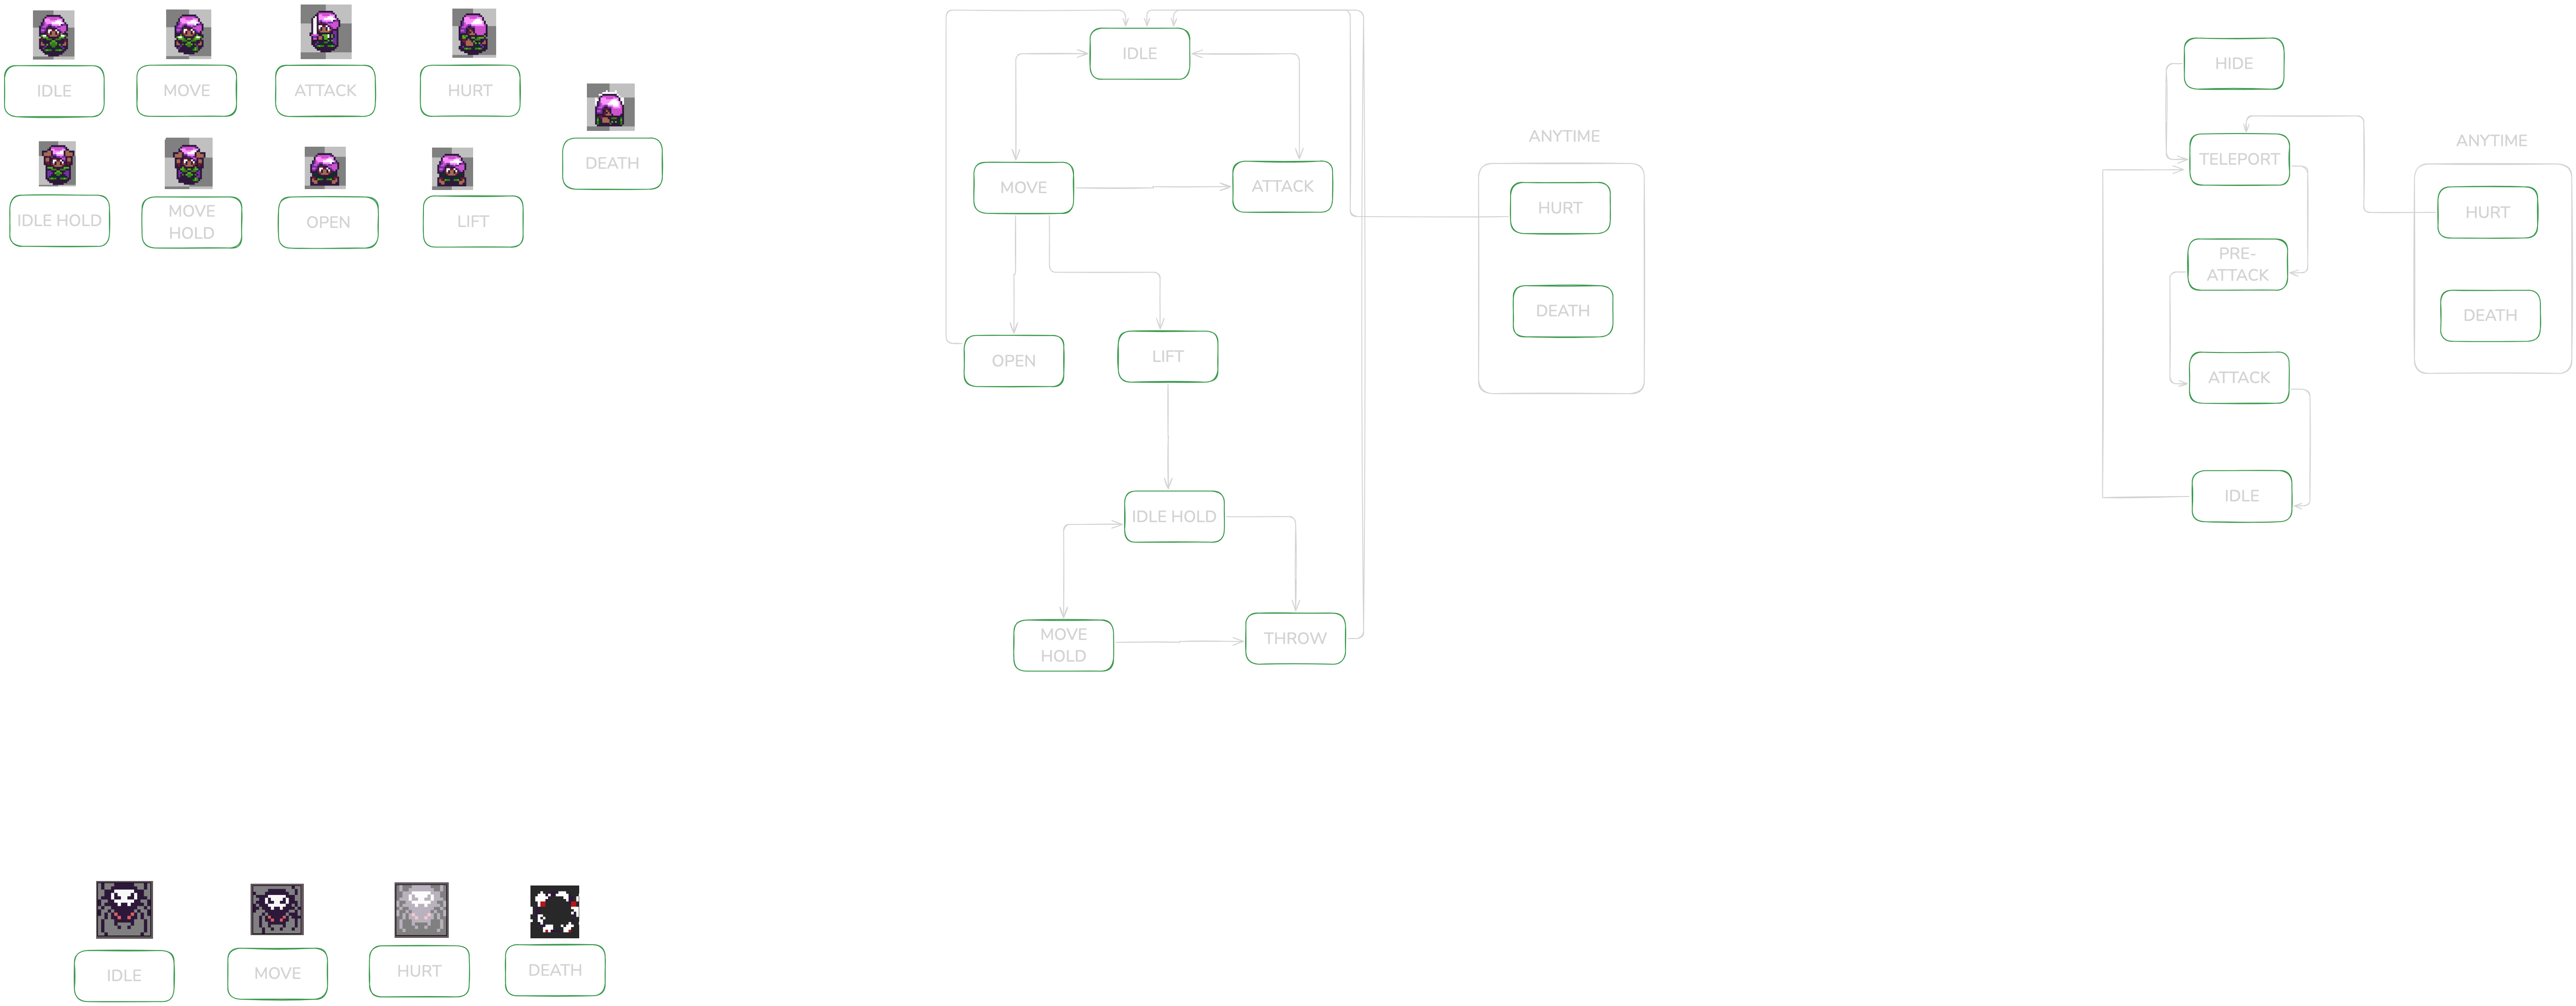 IDLE
MOVE
ATTACK
HURT
DEATH
IDLE HOLD
MOVE
HOLD
OPEN
LIFT
IDLE
MOVE
ATTACK
OPEN
LIFT
IDLE HOLD
MOVE
HOLD
THROW
ANYTIME
HURT
DEATH
HIDE
TELEPORT
PRE-
ATTACK
ATTACK
IDLE
ANYTIME
HURT
DEATH
IDLE
MOVE
HURT
DEATH